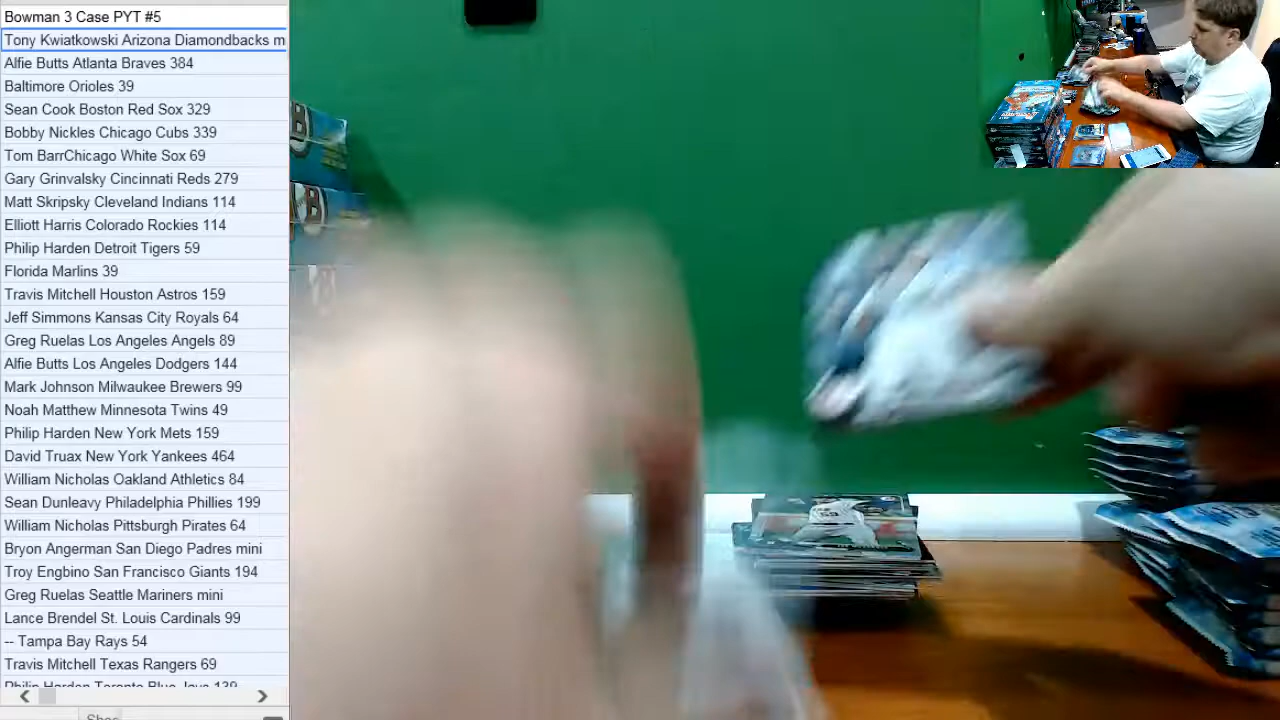 Bowman 3 Case PYT #5
Tony Kwiatkowski Arizona Diamondbacks m
Alfie Butts Atlanta Braves 384
Baltimore Orioles 39
Sean Cook Boston Red Sox 329
Bobby Nickles Chicago Cubs 339
Tom BarrChicago White Sox 69
Gary Grinvalsky Cincinnati Reds 279
Matt Skripsky Cleveland Indians 114
Elliott Harris Colorado Rockies 114
Philip Harden Detroit Tigers 59
Florida Marlins 39
Travis Mitchell Houston Astros 159
Jeff Simmons Kansas City Royals 64
Greg Ruelas Los Angeles Angels 89
Alfie Butts Los Angeles Dodgers 144
Mark Johnson Milwaukee Brewers 99
Noah Matthew Minnesota Twins 49
Philip Harden New York Mets 159
David Truax New York Yankees 464
William Nicholas Oakland Athletics 84
Sean Dunleavy Philadelphia Phillies 199
William Nicholas Pittsburgh Pirates 64
Bryon Angerman San Diego Padres mini
Troy Engbino San Francisco Giants 194
Greg Ruelas Seattle Mariners mini
Lance Brendel St. Louis Cardinals 99
-- Tampa Bay Rays 54
Travis Mitchell Texas Rangers 69
Philip Harden Toronto Blue Jays 139